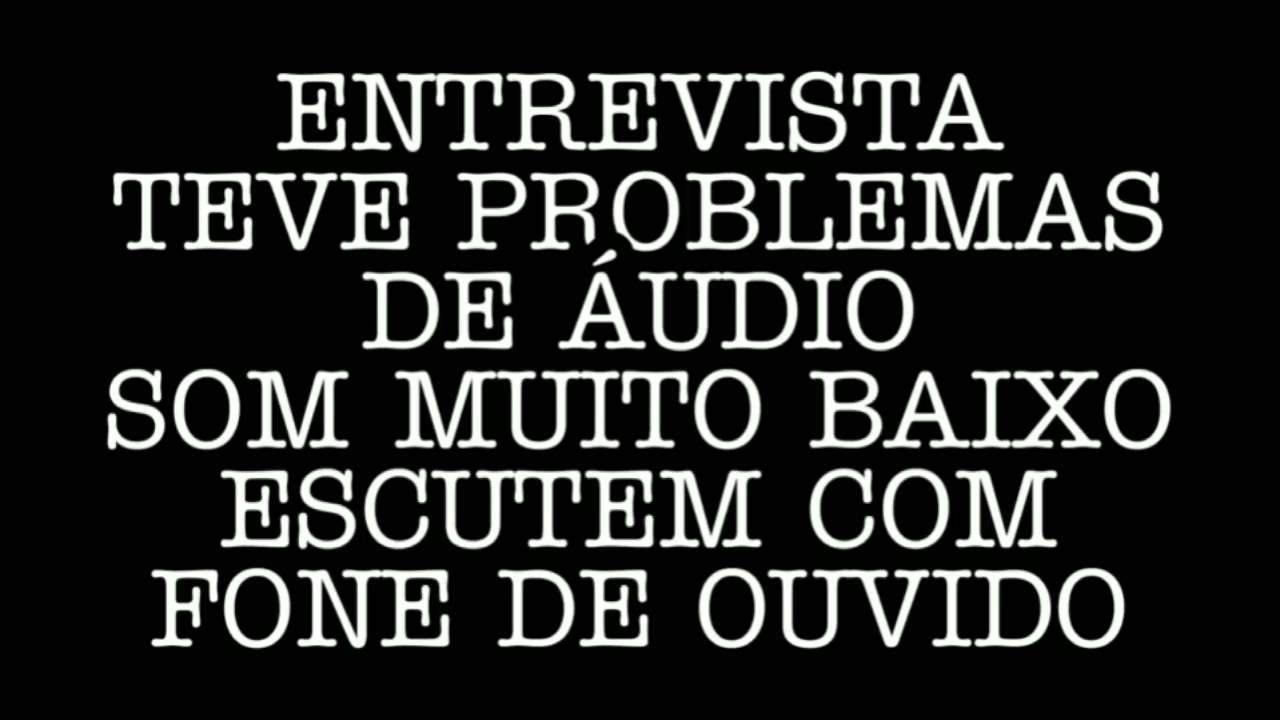 ENTREVISTA
TEVE PROBLEMAS
DE ÁUDIO
SOM MUITO BAIXO
ESCUTEM COM
FONE DE OUVIDO